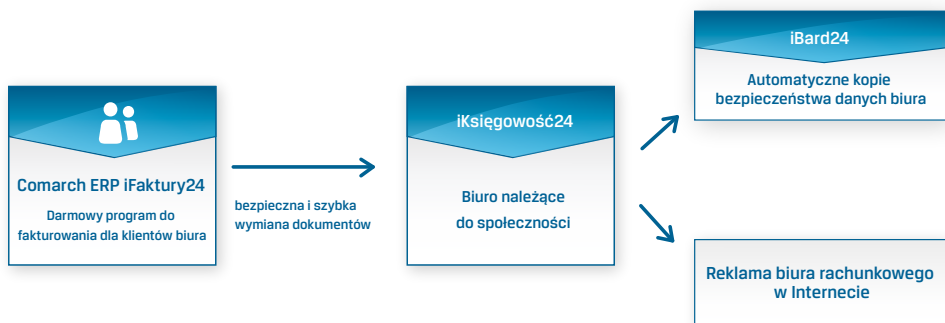 Comarch ERP iFaktury24
Darmowy program do
fakturowania dla klientów biura
bezpieczna i szybka
wymiana dokumentów
iKsięgowość24
Biuro należące
do społeczności
iBard24
Automatyczne kopie
bezpieczeństwa danych biura
Reklama biura rachunkowego
w Internecie